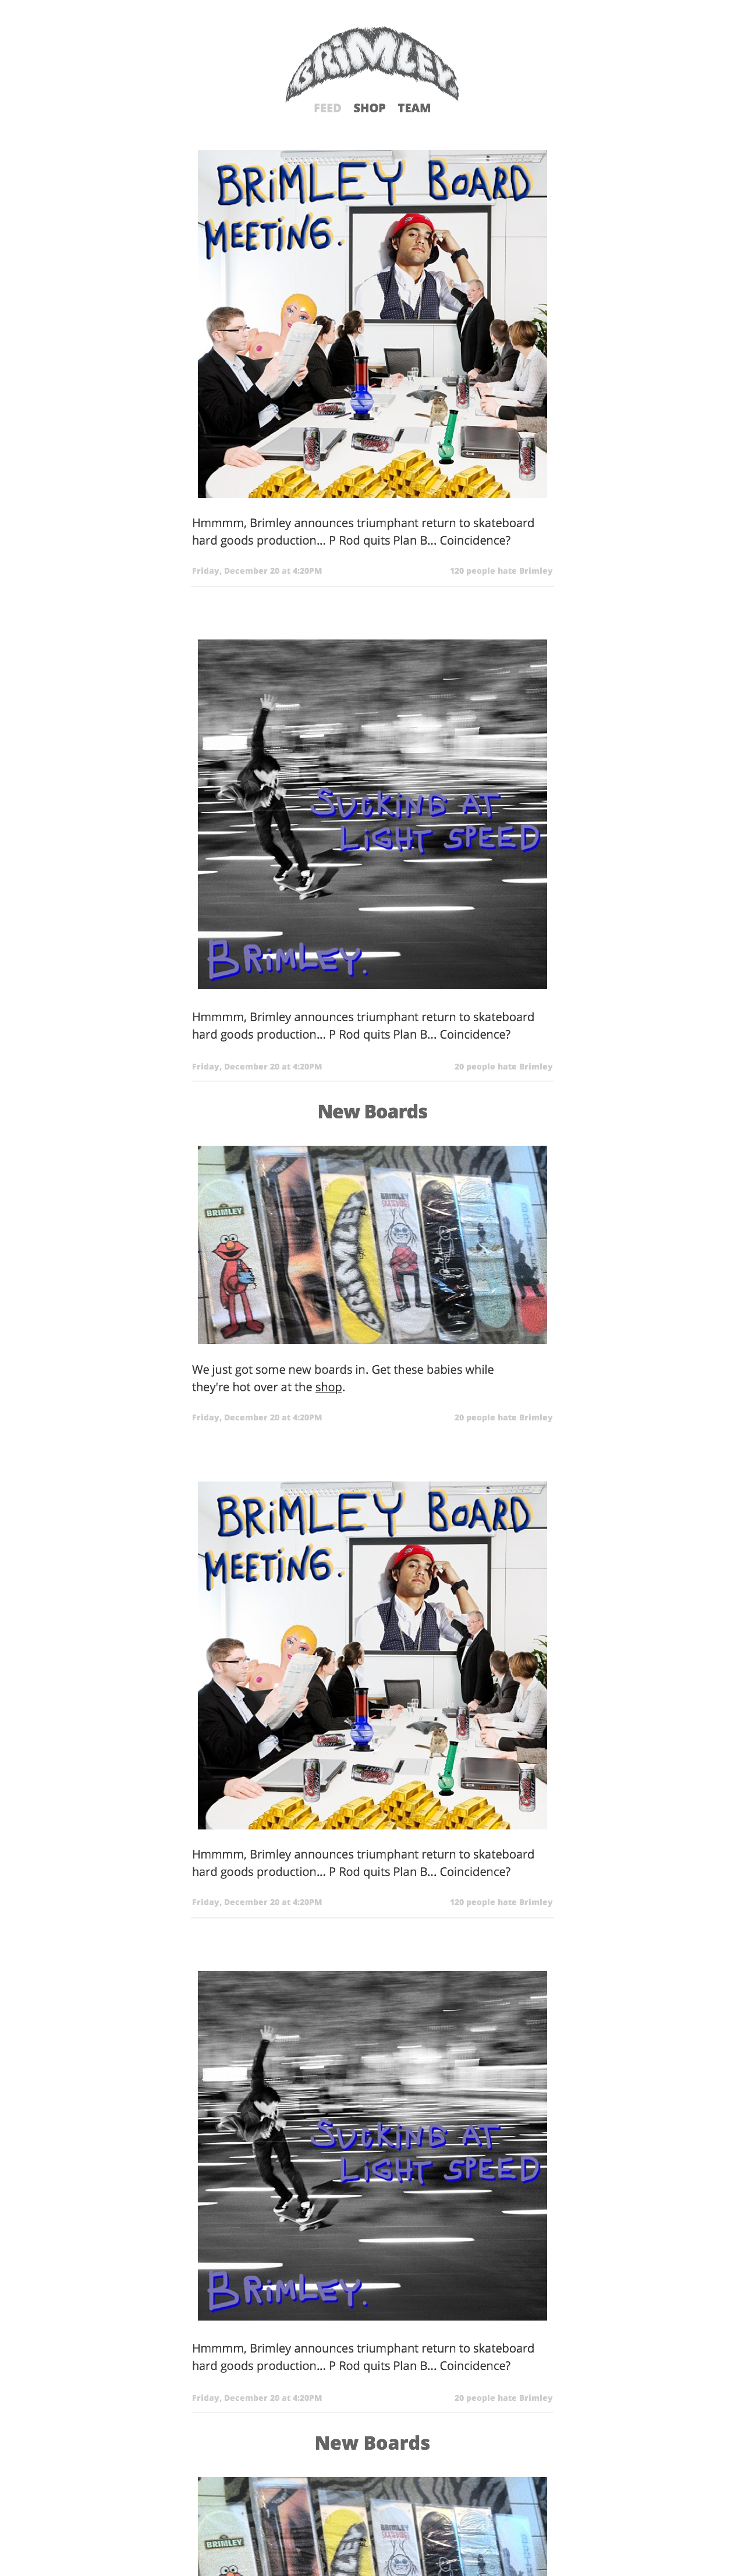 BRiMLEY
FEED SHOP TEAM
BRiMLEY BOARD
MEETING.
Hmmmm, Brimley announces triumphant return to skateboard
hard goods production... P Rod quits Plan B... Coincidence?
Friday, December 20 at 4:20PM 120 people hate Brimley
SUCKING AT
LiGHT SPEED
BRiMLEY.
Hmmmm, Brimley announces triumphant return to skateboard
hard goods production... P Rod quits Plan B... Coincidence?
Friday, December 20 at 4:20PM 20 people hate Brimley
New Boards
BRIMLEY
BRIMLEY
We just got some new boards in. Get these babies while
they're hot over at the shop.
Friday, December 20 at 4:20PM 20 people hate Brimley
BRiMLEY BOARD
MEETING.
Hmmmm, Brimley announces triumphant return to skateboard
hard goods production... P Rod quits Plan B... Coincidence?
Friday, December 20 at 4:20PM 120 people hate Brimley
SUCKING AT
LiGHT SPEED
BRiMLEY.
Hmmmm, Brimley announces triumphant return to skateboard
hard goods production... P Rod quits Plan B... Coincidence?
Friday, December 20 at 4:20PM 20 people hate Brimley
New Boards
BRIMLEY
BRIMLEY